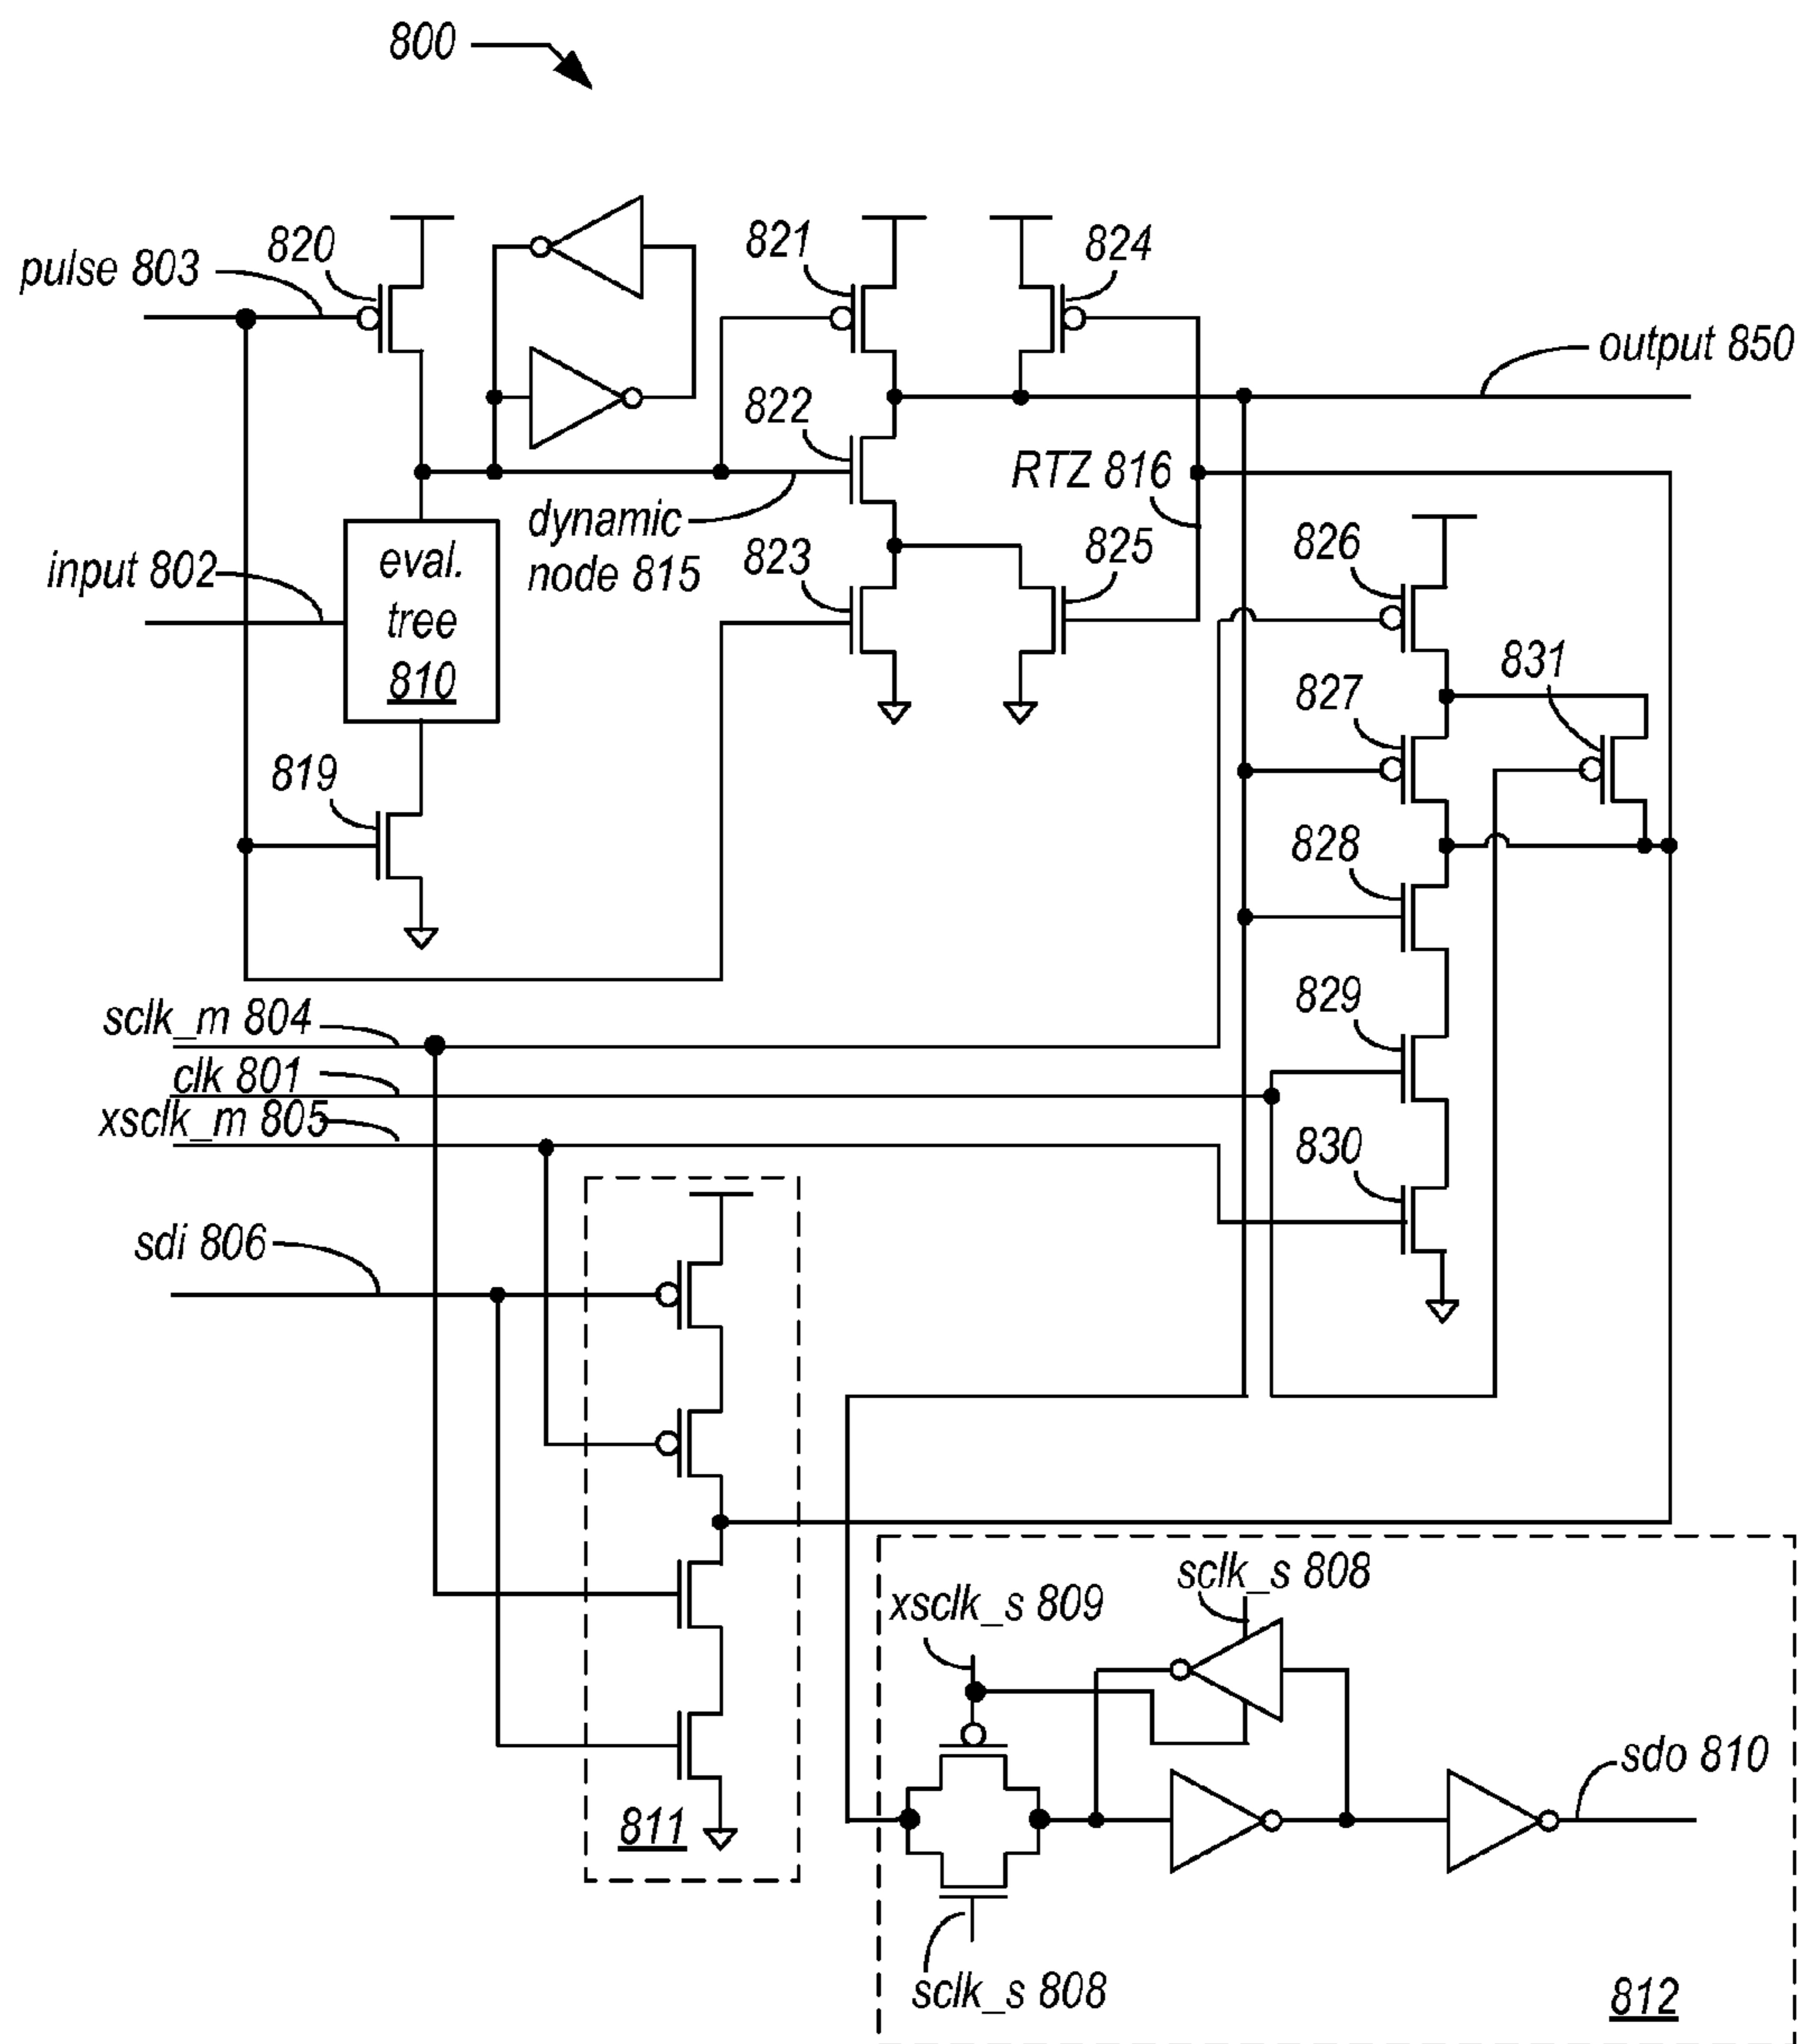 800
pulse 803
820
821
824
output 850
822
RTZ 816
dynamic
node 815
input 802
eval.
tree
810
823
825
826
831
827
819
828
829
sclk_m 804
clk 801
xsclk_m 805
830
sdi 806
811
xsclk_s 809
sclk_s 808
sdo 810
sclk_s 808
812